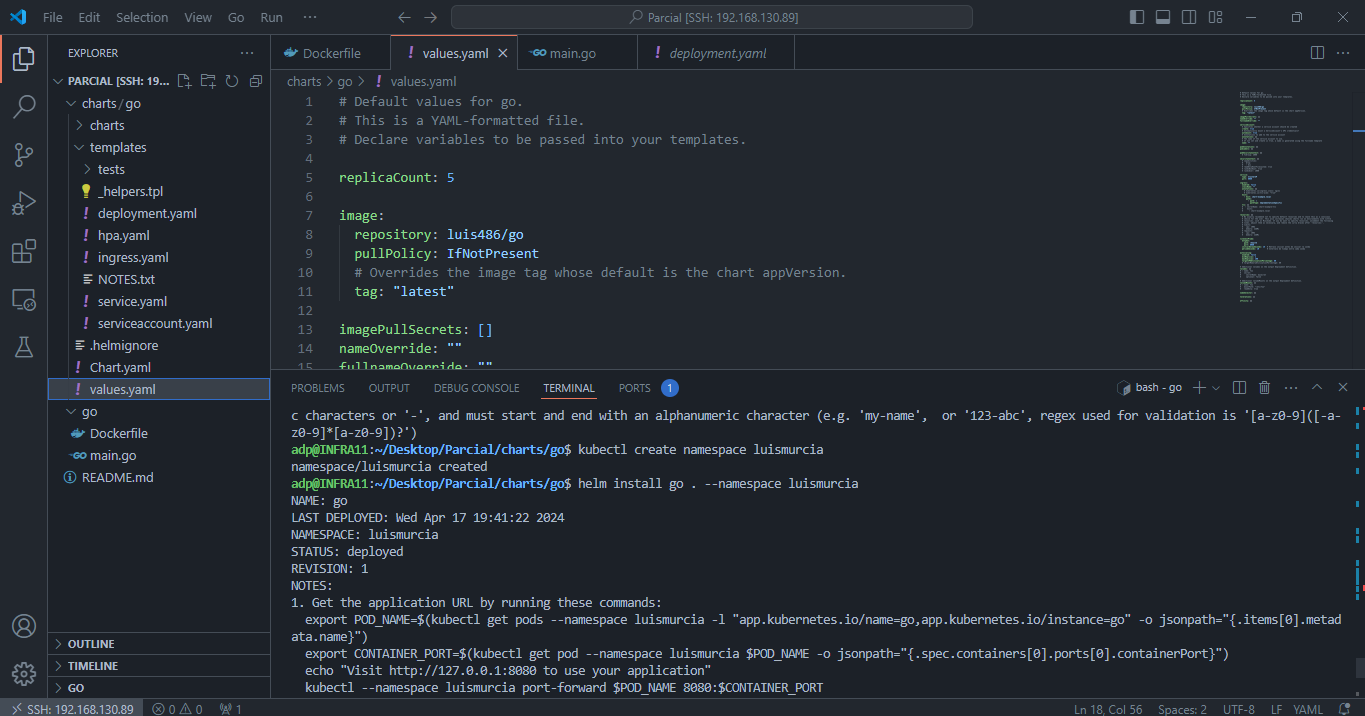 File Edit Selection View Go Run ··· Parcial [SSH: 192.168.130.89]
EXPLORER ···
PARCIAL [SSH: 19...
charts / go
charts
templates
tests
_helpers.tpl
! deployment.yaml
! hpa.yaml
! ingress.yaml
NOTES.txt
! service.yaml
! serviceaccount.yaml
.helmignore
! Chart.yaml
! values.yaml
go
Dockerfile
main.go
README.md
OUTLINE
TIMELINE
GO
Dockerfile ! values.yaml main.go ! deployment.yaml ···
charts > go > ! values.yaml
1 # Default values for go.
2 # This is a YAML-formatted file.
3 # Declare variables to be passed into your templates.
4
5 replicaCount: 5
6
7 image:
8 repository: luis486/go
9 pullPolicy: IfNotPresent
10 # Overrides the image tag whose default is the chart appVersion.
11 tag: "latest"
12
13 imagePullSecrets: []
14 nameOverride: ""
15 fullnameOverride: ""
PROBLEMS OUTPUT DEBUG CONSOLE TERMINAL PORTS 1 bash - go ···
c characters or '-', and must start and end with an alphanumeric character (e.g. 'my-name',  or '123-abc', regex used for validation is '[a-z0-9]([-a-
z0-9]*[a-z0-9])?')
adp@INFRA11:~/Desktop/Parcial/charts/go$ kubectl create namespace luismurcia
namespace/luismurcia created
adp@INFRA11:~/Desktop/Parcial/charts/go$ helm install go . --namespace luismurcia
NAME: go
LAST DEPLOYED: Wed Apr 17 19:41:22 2024
NAMESPACE: luismurcia
STATUS: deployed
REVISION: 1
NOTES:
1. Get the application URL by running these commands:
export POD_NAME=$(kubectl get pods --namespace luismurcia -l "app.kubernetes.io/name=go,app.kubernetes.io/instance=go" -o jsonpath="{.items[0].metad
ata.name}")
export CONTAINER_PORT=$(kubectl get pod --namespace luismurcia $POD_NAME -o jsonpath="{.spec.containers[0].ports[0].containerPort}")
echo "Visit http://127.0.0.1:8080 to use your application"
kubectl --namespace luismurcia port-forward $POD_NAME 8080:$CONTAINER_PORT
SSH: 192.168.130.89 0 0 1 Ln 18, Col 56 Spaces: 2 UTF-8 LF YAML